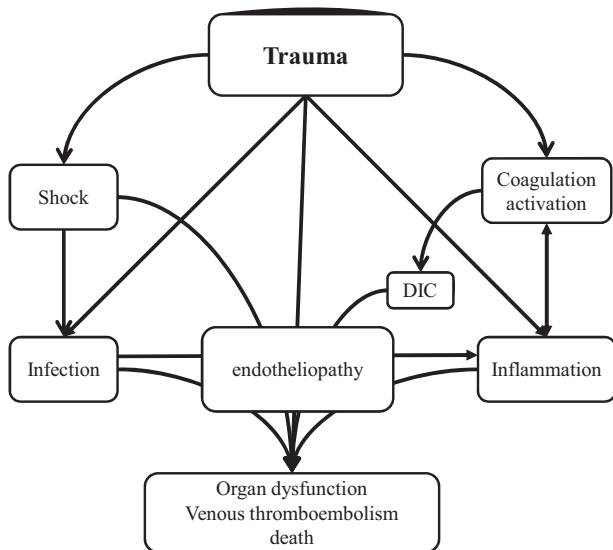 Trauma
Shock
Coagulation
activation
DIC
Infection
endotheliopathy
Inflammation
Organ dysfunction
Venous thromboembolism
death